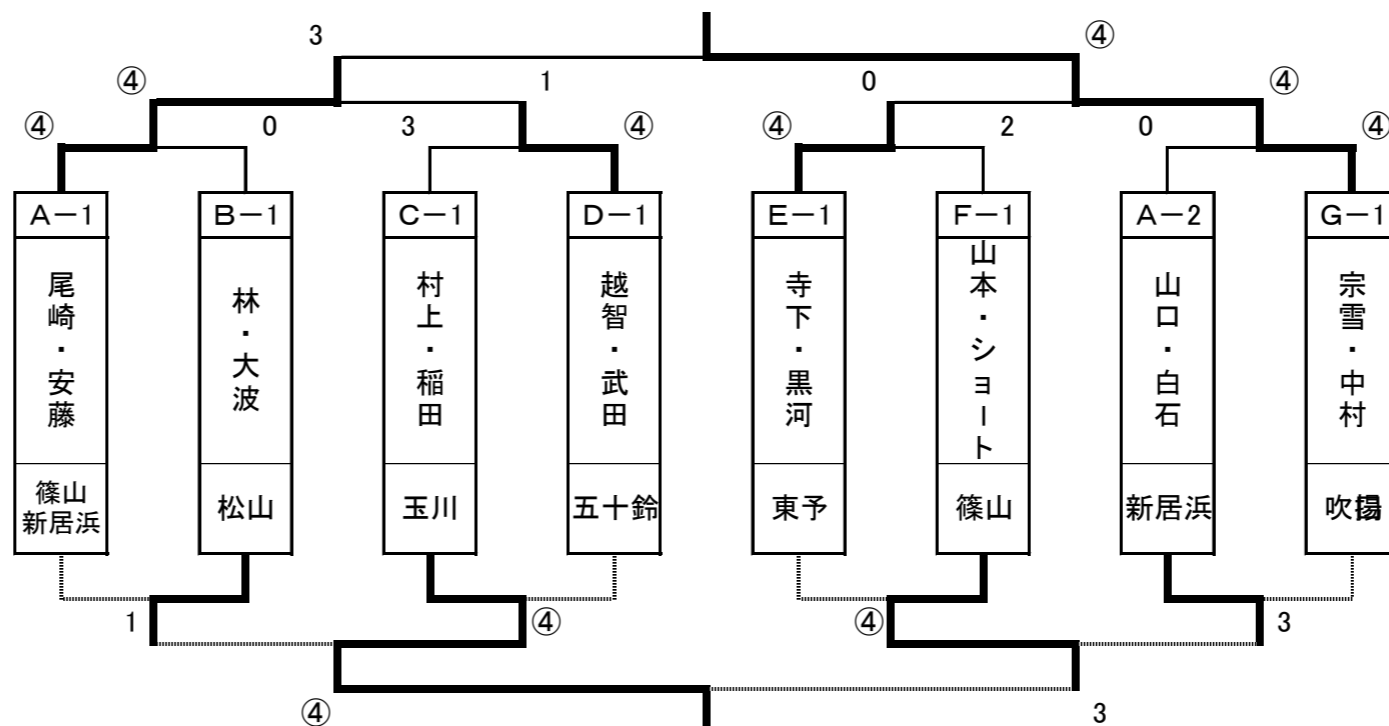 3 ④
④ 1 0 ④
④ 0 3 ④ ④ 2 0 ④
A-1 B-1 C-1 D-1 E-1 F-1 A-2 G-1
尾崎・安藤
林・大波
村上・稲田
越智・武田
寺下・黒河
山本・ショート
山口・白石
宗雪・中村
篠山
新居浜
松山
玉川
五十鈴
東予
篠山
新居浜
吹揚
1 ④ ④ 3
④ 3